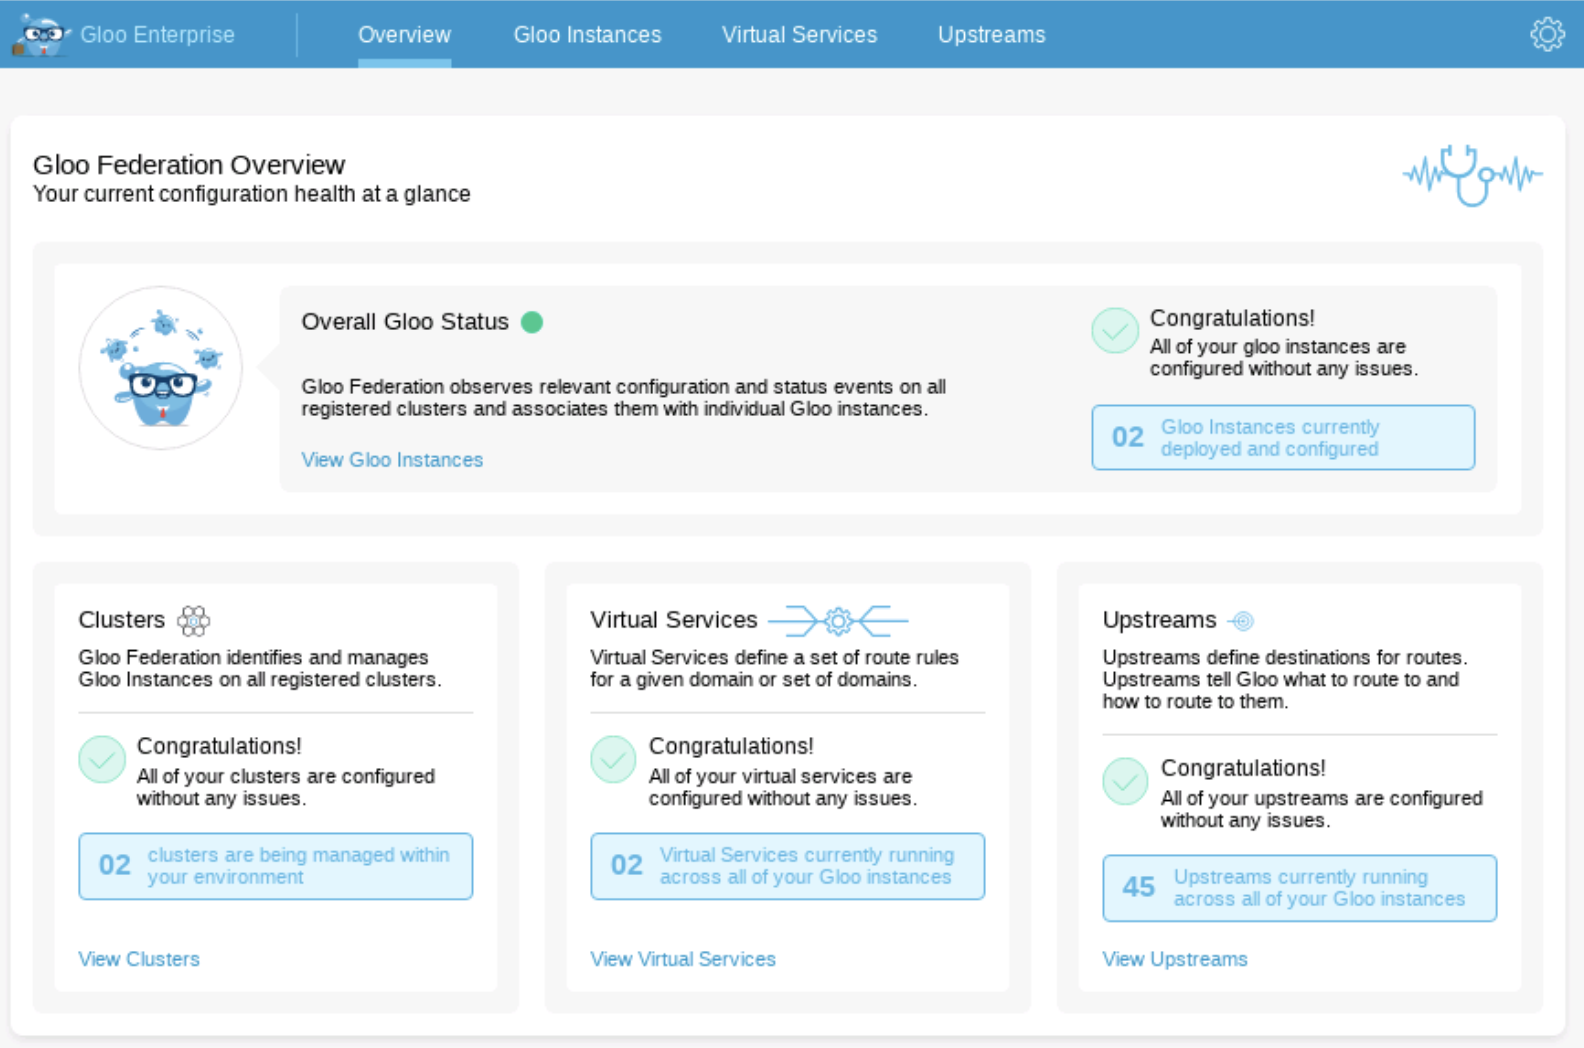 Gloo Enterprise
Overview
Gloo Instances
Virtual Services
Upstreams
Gloo Federation Overview
Your current configuration health at a glance
Overall Gloo Status
Gloo Federation observes relevant configuration and status events on all
registered clusters and associates them with individual Gloo instances.
View Gloo Instances
Congratulations!
All of your gloo instances are
configured without any issues.
02
Gloo Instances currently
deployed and configured
Clusters
Gloo Federation identifies and manages
Gloo Instances on all registered clusters.
Congratulations!
All of your clusters are configured
without any issues.
02
clusters are being managed within
your environment
View Clusters
Virtual Services
Virtual Services define a set of route rules
for a given domain or set of domains.
Congratulations!
All of your virtual services are
configured without any issues.
02
Virtual Services currently running
across all of your Gloo instances
View Virtual Services
Upstreams
Upstreams define destinations for routes.
Upstreams tell Gloo what to route to and
how to route to them.
Congratulations!
All of your upstreams are configured
without any issues.
45
Upstreams currently running
across all of your Gloo instances
View Upstreams